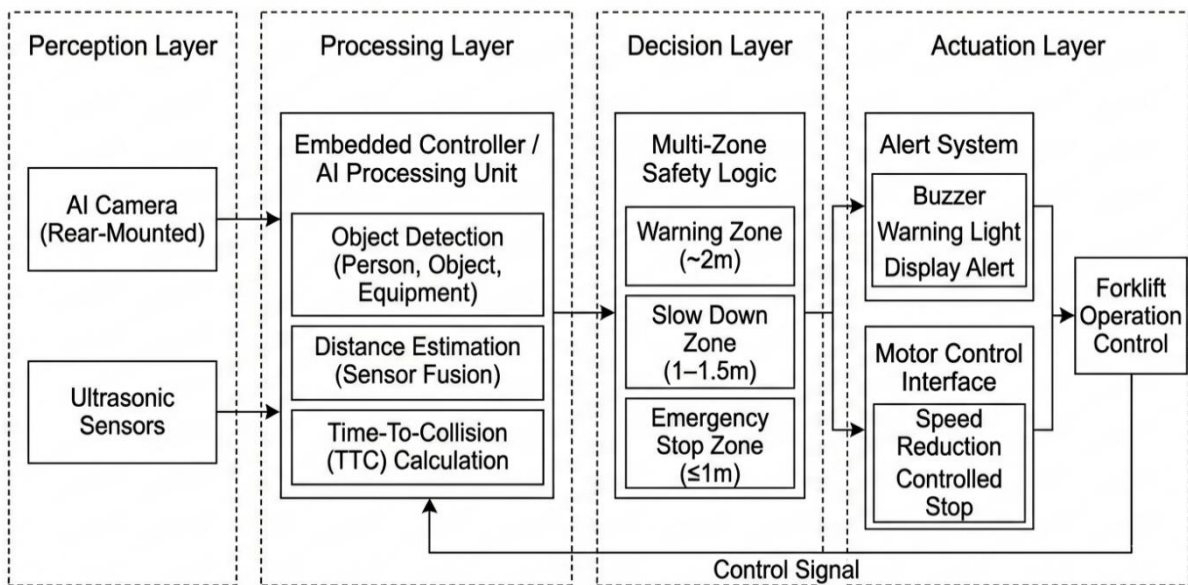 Perception Layer
AI Camera
(Rear-Mounted)
Ultrasonic
Sensors
Processing Layer
Embedded Controller /
AI Processing Unit
Object Detection
(Person, Object,
Equipment)
Distance Estimation
(Sensor Fusion)
Time-To-Collision
(TTC) Calculation
Decision Layer
Multi-Zone
Safety Logic
Warning Zone
(~2m)
Slow Down
Zone
(1–1.5m)
Emergency
Stop Zone
(≤1m)
Actuation Layer
Alert System
Buzzer
Warning Light
Display Alert
Motor Control
Interface
Speed
Reduction
Controlled
Stop
Forklift
Operation
Control
Control Signal